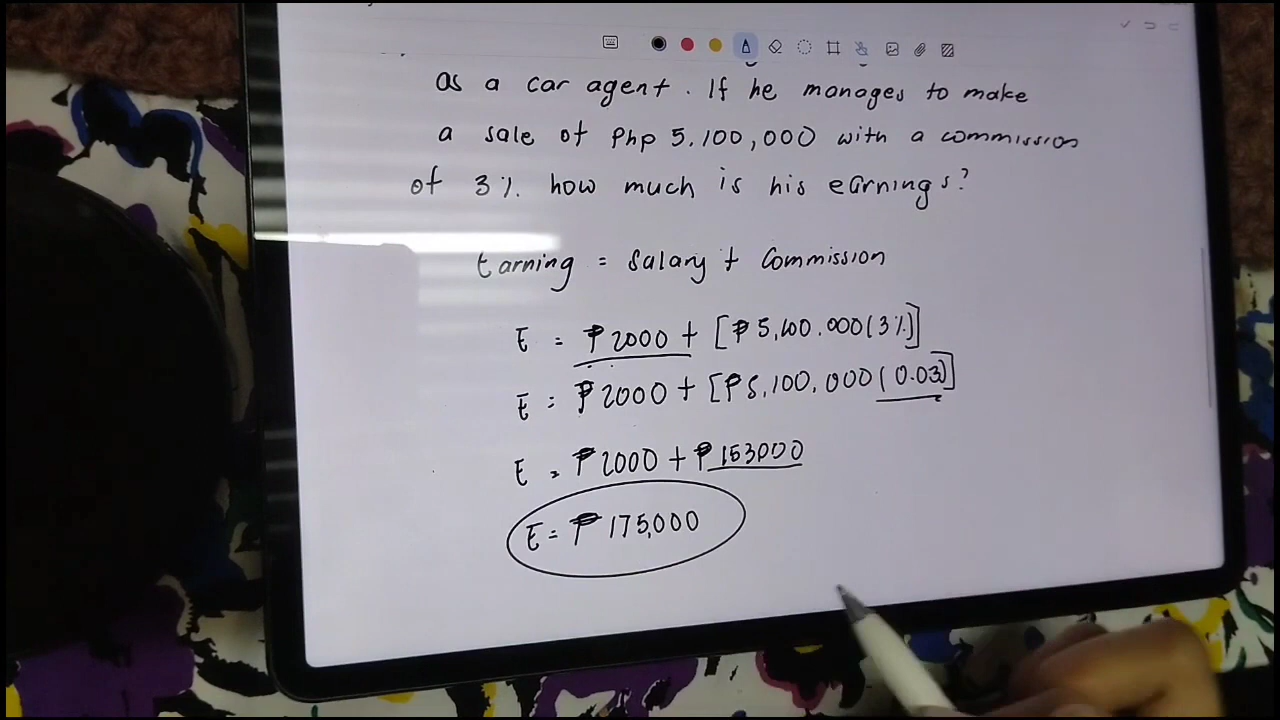 as a car agent. If he manages to make
a sale of Php 5,100,000 with a commission
of 3%. how much is his earnings?
Earning = Salary + Commission
E = ₱2000 + [₱5,100.000(3%)]
E = ₱2000 + [₱5,100,000(0.03)]
E = ₱2000 + ₱153000
E = ₱175,000